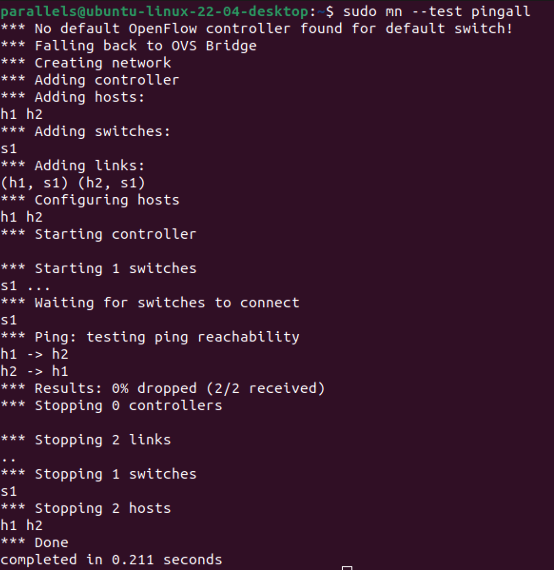 parallels@ubuntu-linux-22-04-desktop:~$ sudo mn --test pingall
*** No default OpenFlow controller found for default switch!
*** Falling back to OVS Bridge
*** Creating network
*** Adding controller
*** Adding hosts:
h1 h2
*** Adding switches:
s1
*** Adding links:
(h1, s1) (h2, s1)
*** Configuring hosts
h1 h2
*** Starting controller

*** Starting 1 switches
s1 ...
*** Waiting for switches to connect
s1
*** Ping: testing ping reachability
h1 -> h2
h2 -> h1
*** Results: 0% dropped (2/2 received)
*** Stopping 0 controllers

*** Stopping 2 links
..
*** Stopping 1 switches
s1
*** Stopping 2 hosts
h1 h2
*** Done
completed in 0.211 seconds